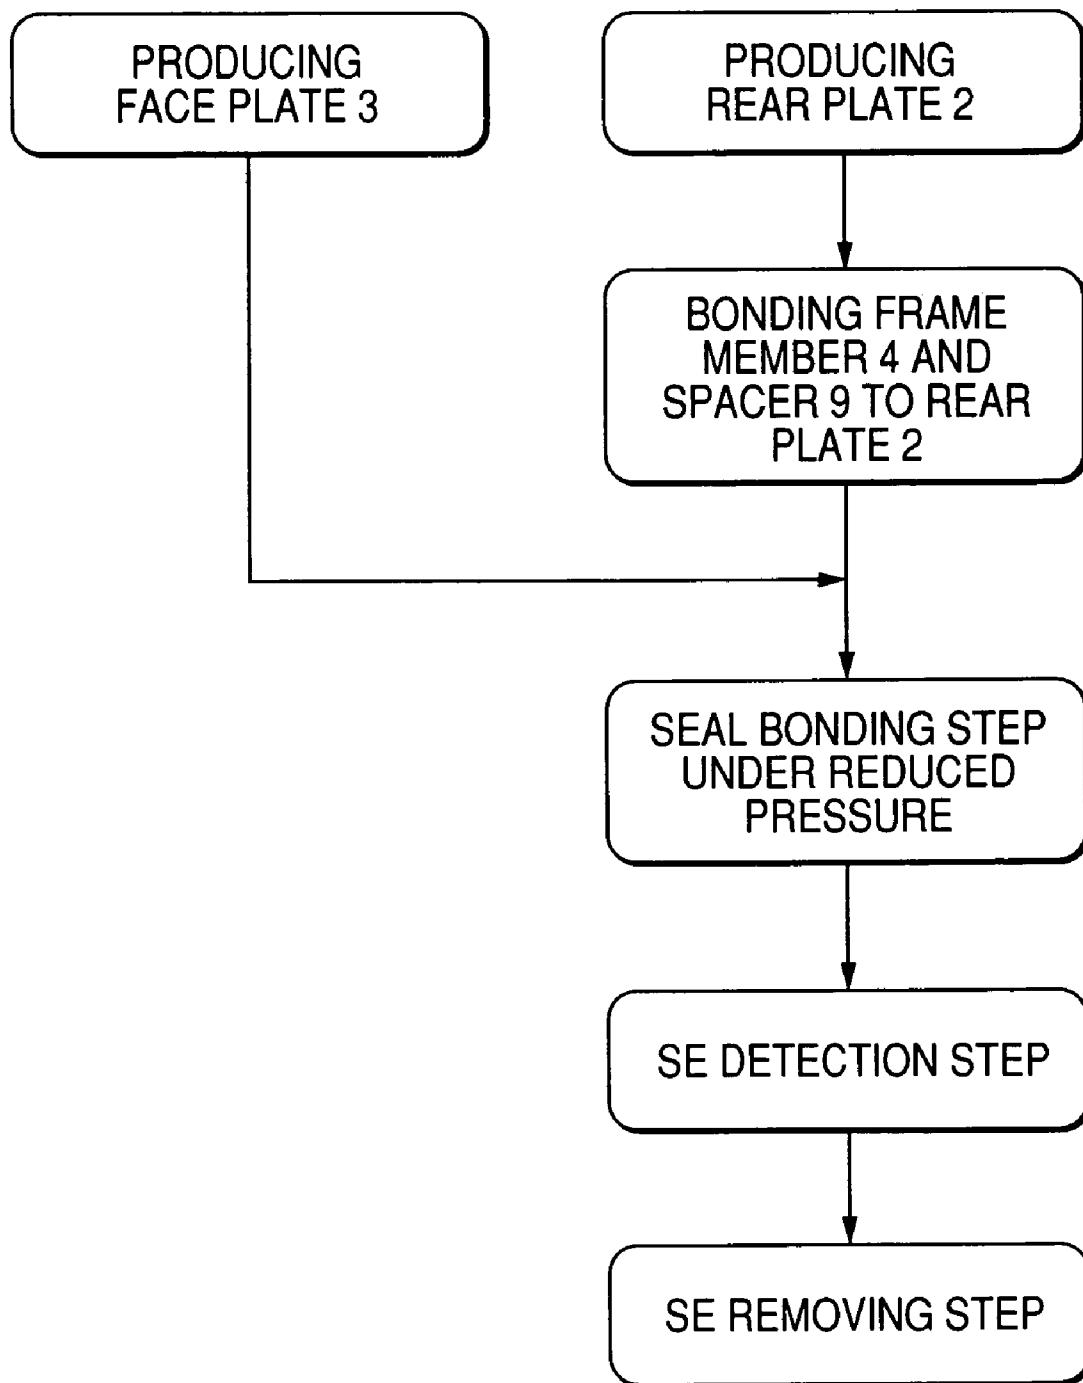 PRODUCING
FACE PLATE 3
PRODUCING
REAR PLATE 2
BONDING FRAME
MEMBER 4 AND
SPACER 9 TO REAR
PLATE 2
SEAL BONDING STEP
UNDER REDUCED
PRESSURE
SE DETECTION STEP
SE REMOVING STEP